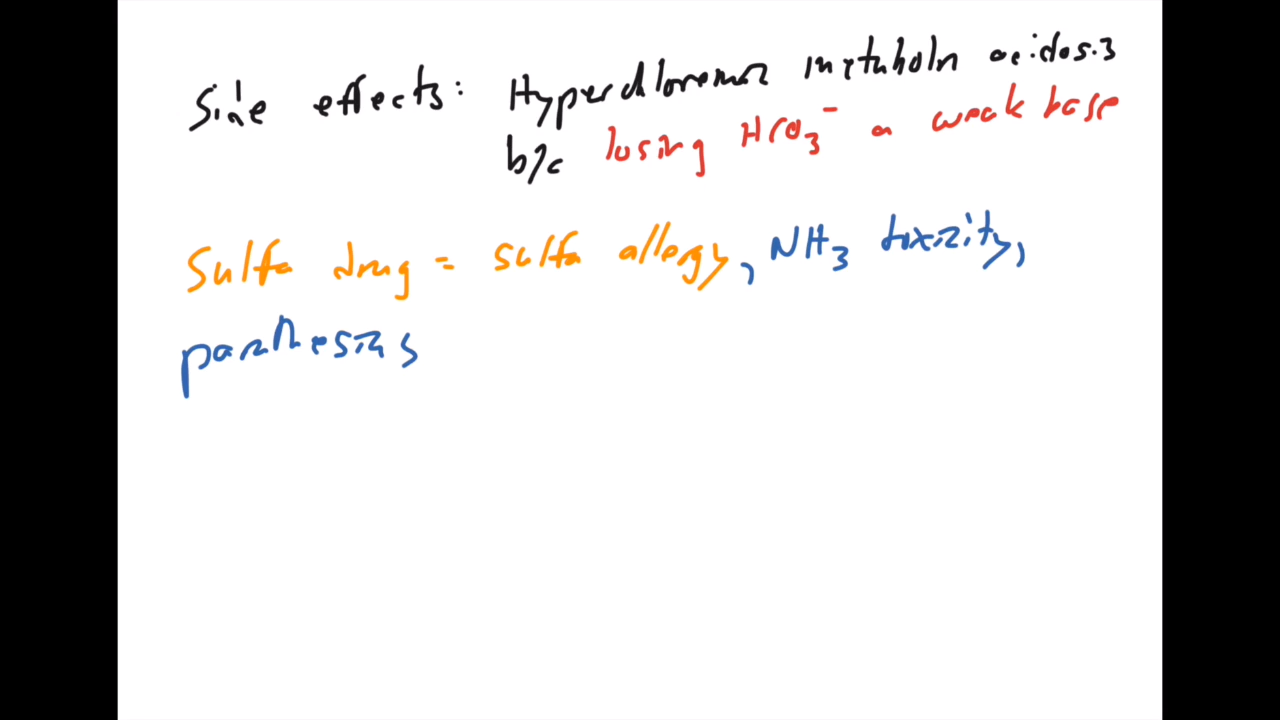 Side effects: Hyperchloremic metabolic acidosis
b/c losing HCO3- a weak base
Sulfa drug = sulfa allergy, NH3 toxicity,
paresthesias